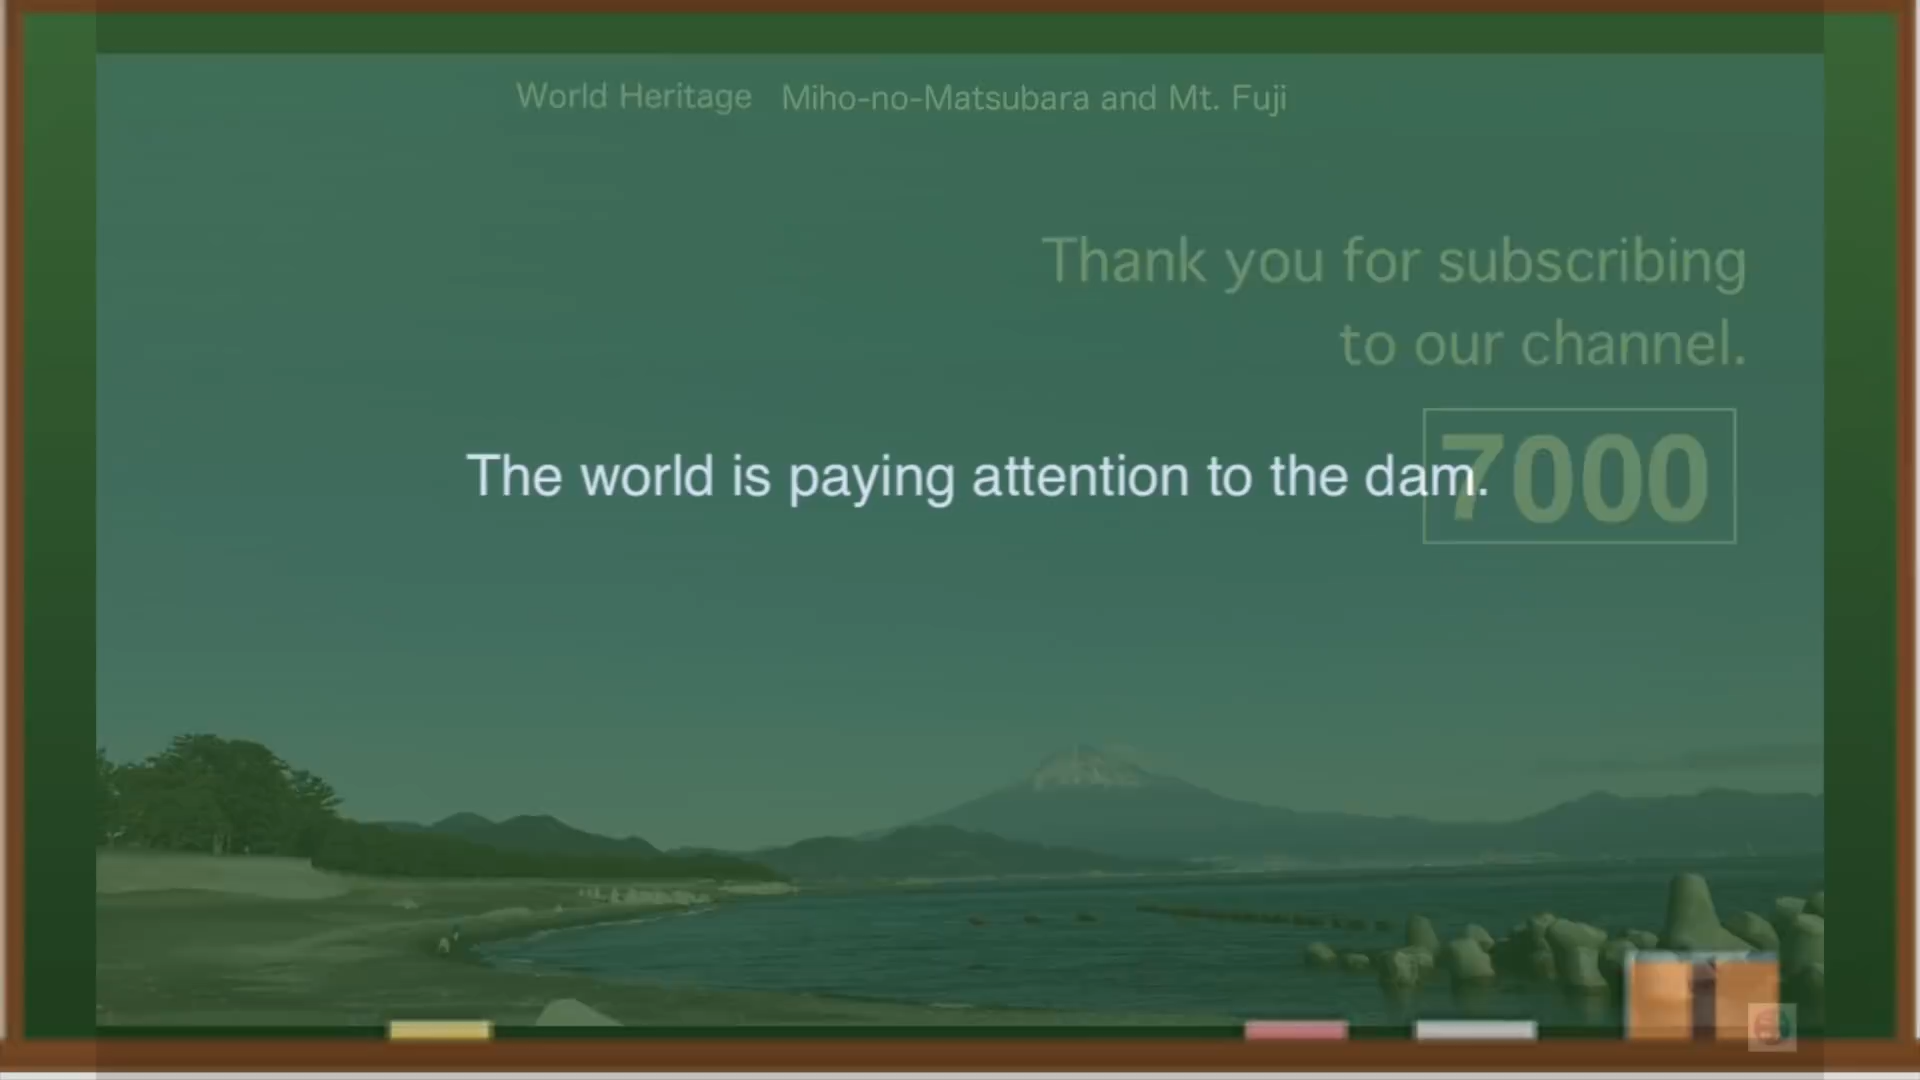 World Heritage Miho-no-Matsubara and Mt. Fuji
Thank you for subscribing
to our channel.
7000
The world is paying attention to the dam.